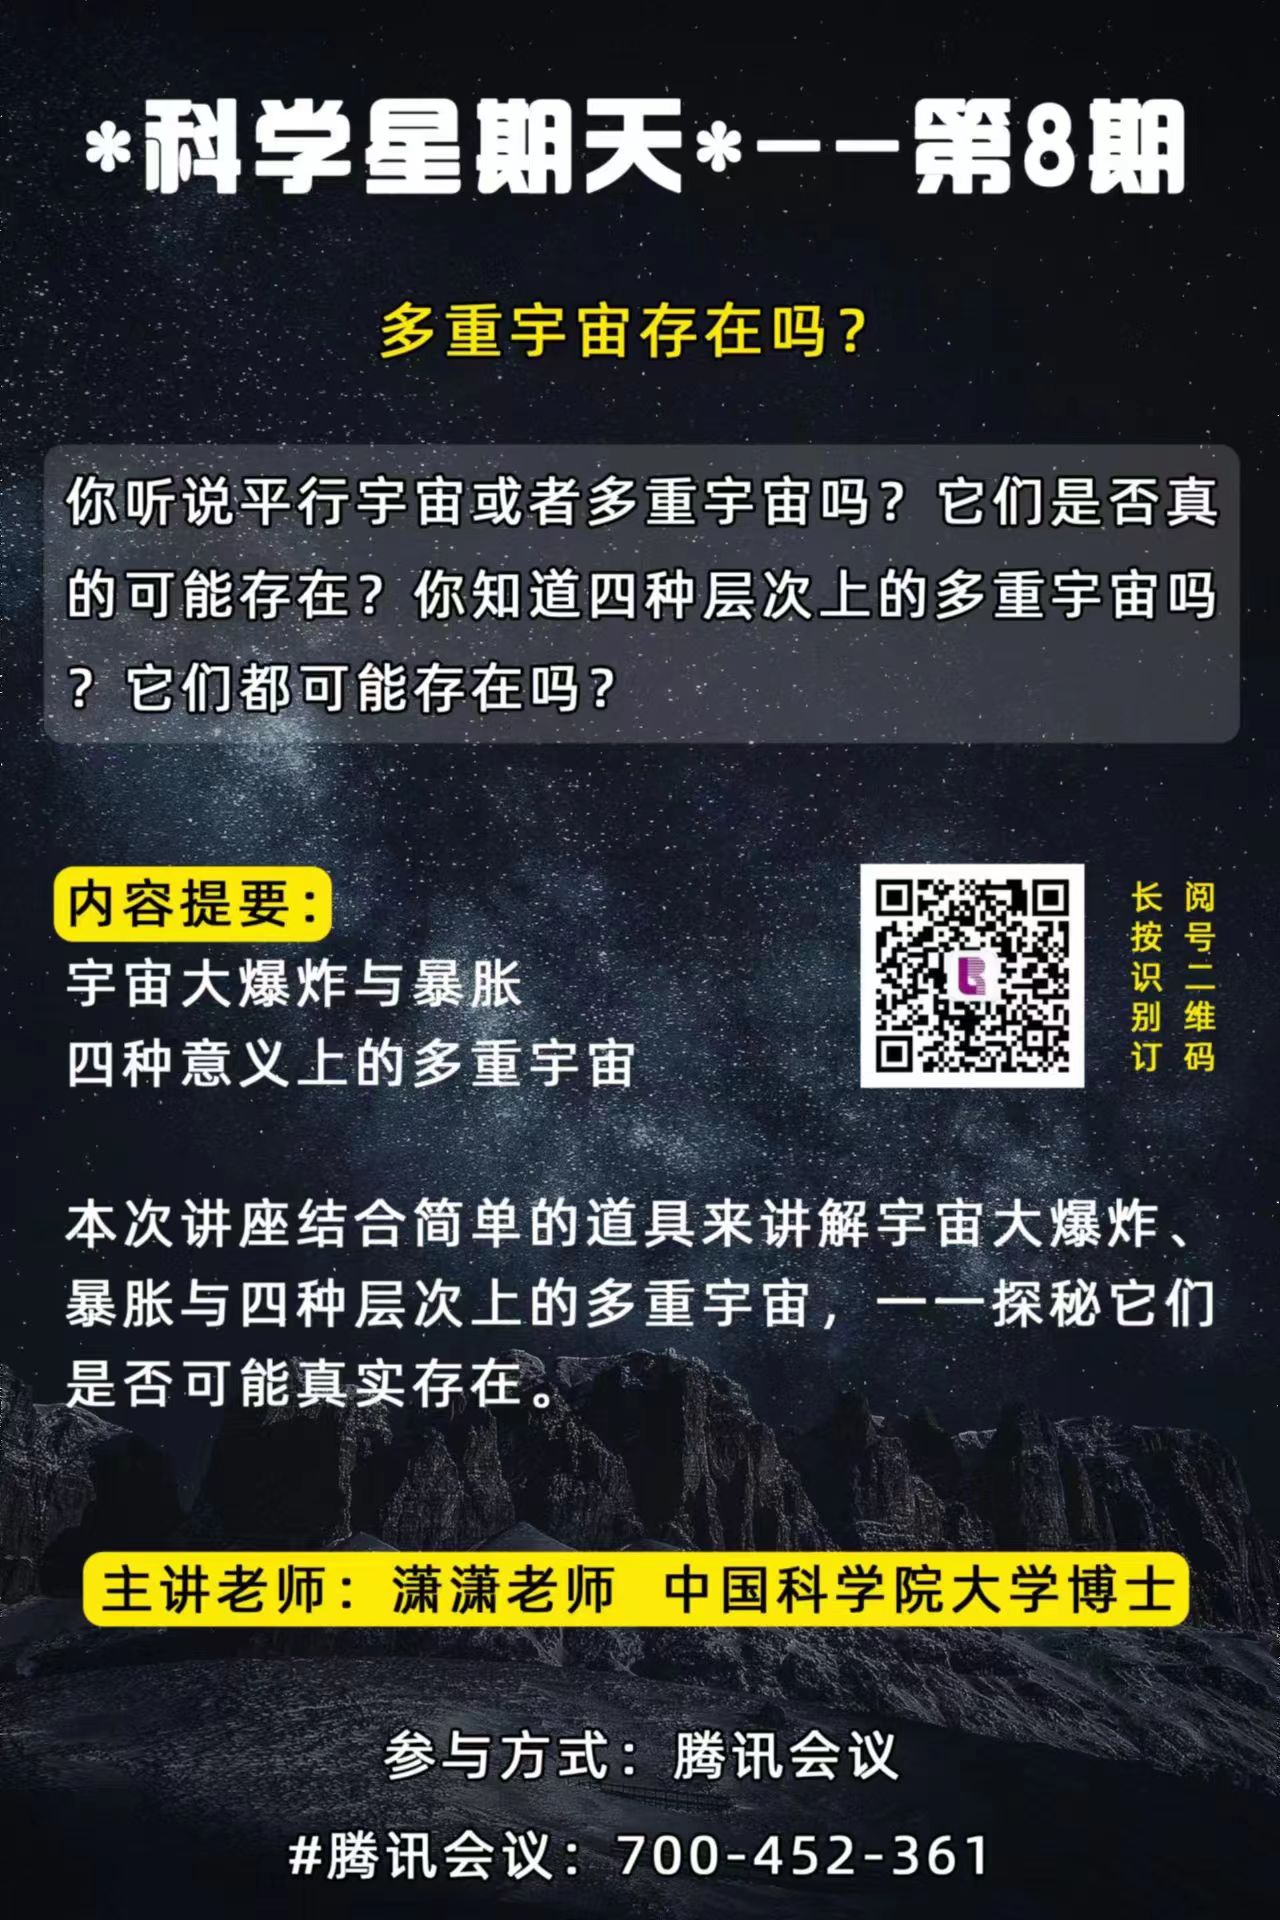 *科学星期天*——第8期
多重宇宙存在吗？
你听说平行宇宙或者多重宇宙吗？它们是否真
的可能存在？你知道四种层次上的多重宇宙吗
？它们都可能存在吗？
内容提要：
宇宙大爆炸与暴胀
四种意义上的多重宇宙
长按识别订
阅号二维码
本次讲座结合简单的道具来讲解宇宙大爆炸、
暴胀与四种层次上的多重宇宙，一一探秘它们
是否可能真实存在。
主讲老师：潇潇老师 中国科学院大学博士
参与方式：腾讯会议
#腾讯会议：700-452-361